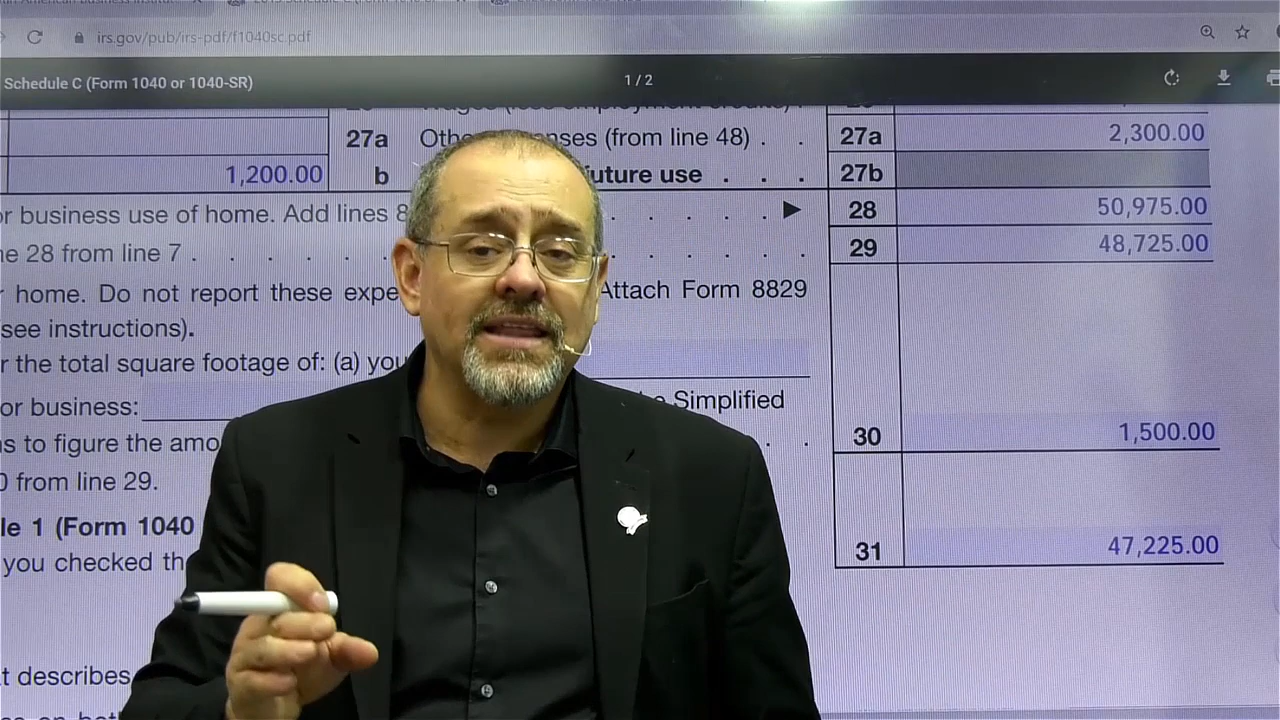 irs.gov/pub/irs-pdf/f1040sc.pdf
Schedule C (Form 1040 or 1040-SR) 1 / 2
27a Other expenses (from line 48) . . 27a 2,300.00
1,200.00 b future use . . . 27b
or business use of home. Add lines 8 . . . . . ▶ 28 50,975.00
ne 28 from line 7 . . . . . . . . . . . 29 48,725.00
r home. Do not report these expe Attach Form 8829
see instructions).
r the total square footage of: (a) you
or business: Simplified
ns to figure the amo . . 30 1,500.00
0 from line 29.
le 1 (Form 1040
you checked th 31 47,225.00
t describes